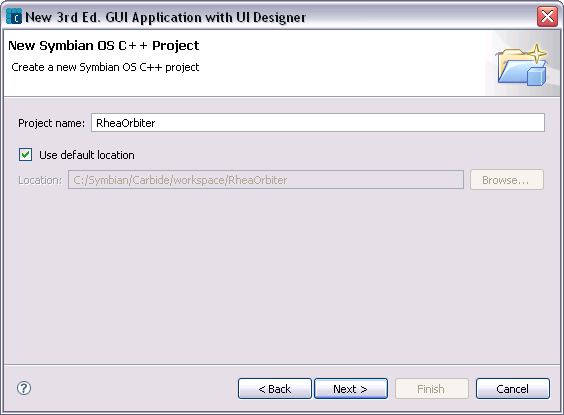 New 3rd Ed. GUI Application with UI Designer
New Symbian OS C++ Project
Create a new Symbian OS C++ project
Project name: RheaOrbiter
Use default location
Location: C:/Symbian/Carbide/workspace/RheaOrbiter Browse...
? < Back Next > Finish Cancel